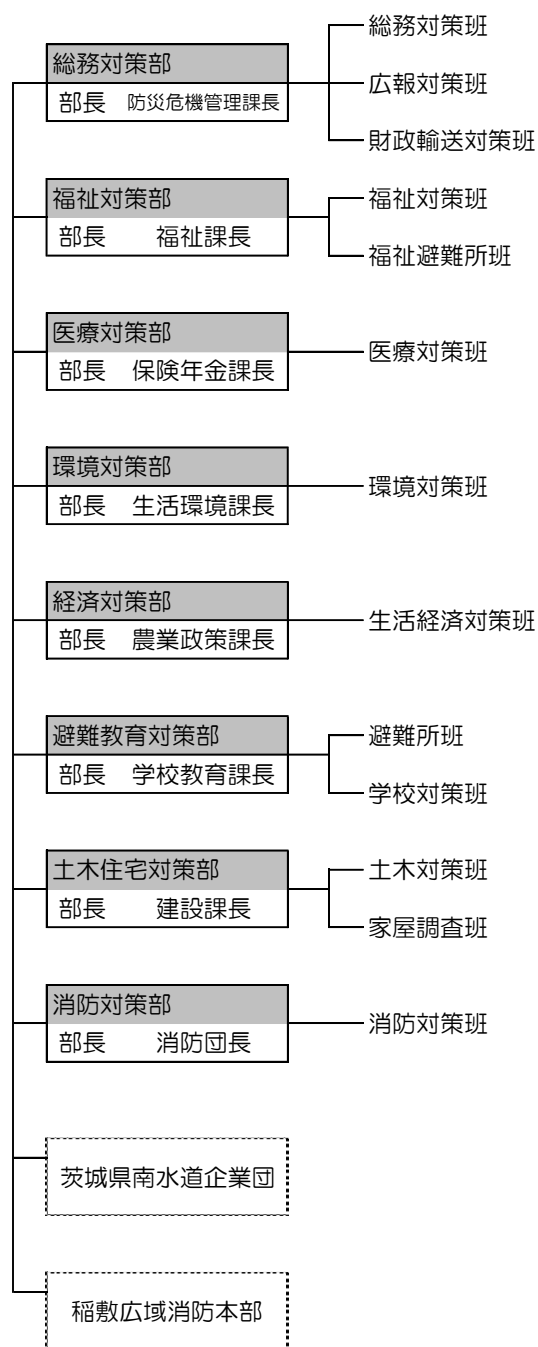 総務対策部
部長 防災危機管理課長
総務対策班
広報対策班
財政輸送対策班
福祉対策部
部長 福祉課長
福祉対策班
福祉避難所班
医療対策部
部長 保険年金課長
医療対策班
環境対策部
部長 生活環境課長
環境対策班
経済対策部
部長 農業政策課長
生活経済対策班
避難教育対策部
部長 学校教育課長
避難所班
学校対策班
土木住宅対策部
部長 建設課長
土木対策班
家屋調査班
消防対策部
部長 消防団長
消防対策班
茨城県南水道企業団
稲敷広域消防本部